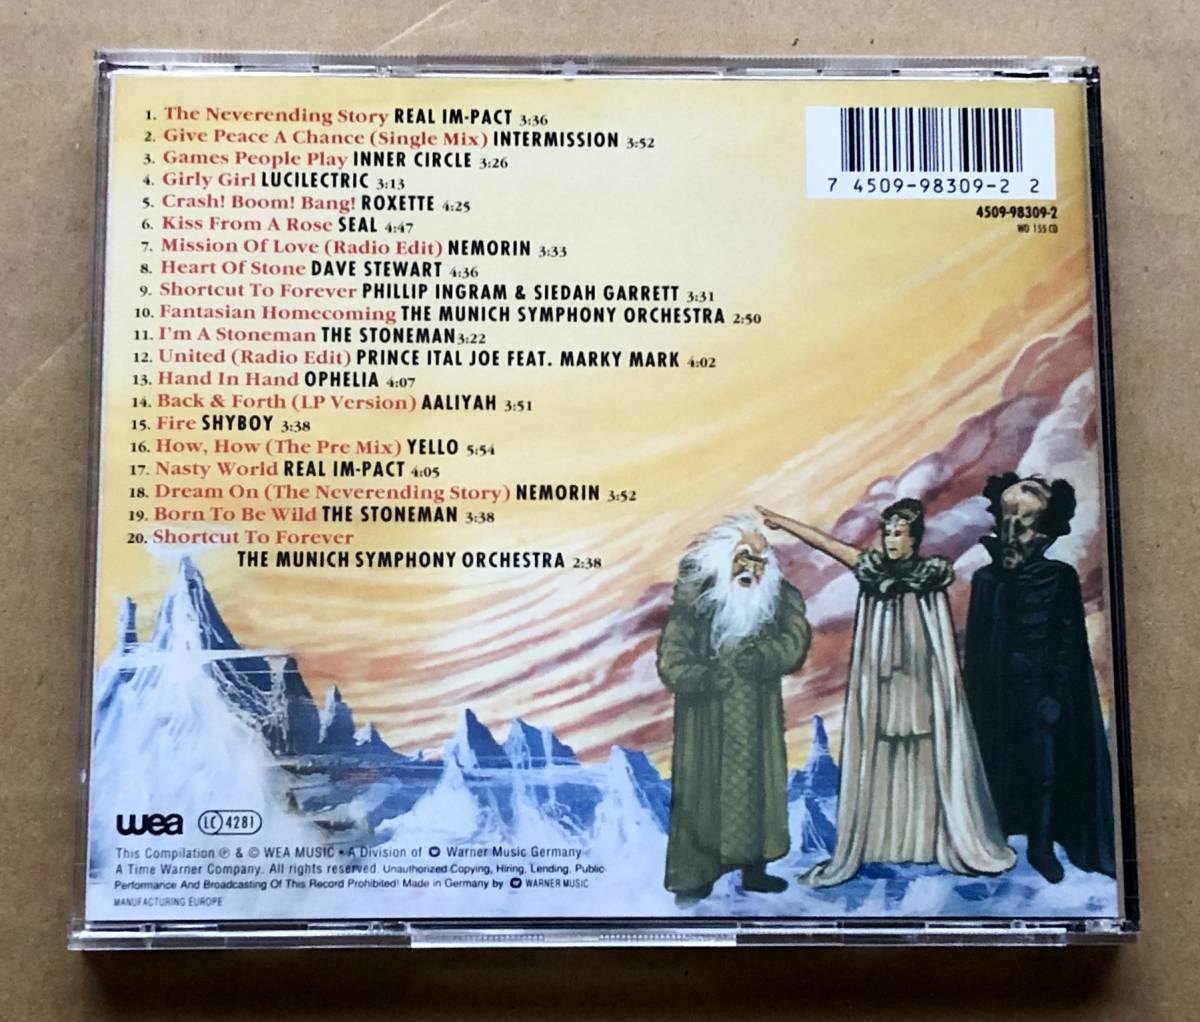 1. The Neverending Story REAL IM-PACT 3:36
2. Give Peace A Chance (Single Mix) INTERMISSION 3:52
3. Games People Play INNER CIRCLE 3:26
4. Girly Girl LUCILECTRIC 3:13
5. Crash! Boom! Bang! ROXETTE 4:25
6. Kiss From A Rose SEAL 4:47
7. Mission Of Love (Radio Edit) NEMORIN 3:33
8. Heart Of Stone DAVE STEWART 4:36
9. Shortcut To Forever PHILLIP INGRAM & SIEDAH GARRETT 3:31
10. Fantasian Homecoming THE MUNICH SYMPHONY ORCHESTRA 2:50
11. I'm A Stoneman THE STONEMAN 3:22
12. United (Radio Edit) PRINCE ITAL JOE FEAT. MARKY MARK 4:02
13. Hand In Hand OPHELIA 4:07
14. Back & Forth (LP Version) AALIYAH 3:51
15. Fire SHYBOY 3:38
16. How, How (The Pre Mix) YELLO 5:54
17. Nasty World REAL IM-PACT 4:05
18. Dream On (The Neverending Story) NEMORIN 3:52
19. Born To Be Wild THE STONEMAN 3:38
20. Shortcut To Forever
THE MUNICH SYMPHONY ORCHESTRA 2:38
7 4509-98309-2 2
4509-98309-2
WO 155 CD
wea LC 4281
This Compilation ℗ & © WEA MUSIC • A Division of Warner Music Germany
A Time Warner Company. All rights reserved. Unauthorized Copying, Hiring, Lending, Public
Performance And Broadcasting Of This Record Prohibited! Made in Germany by WARNER MUSIC
MANUFACTURING EUROPE